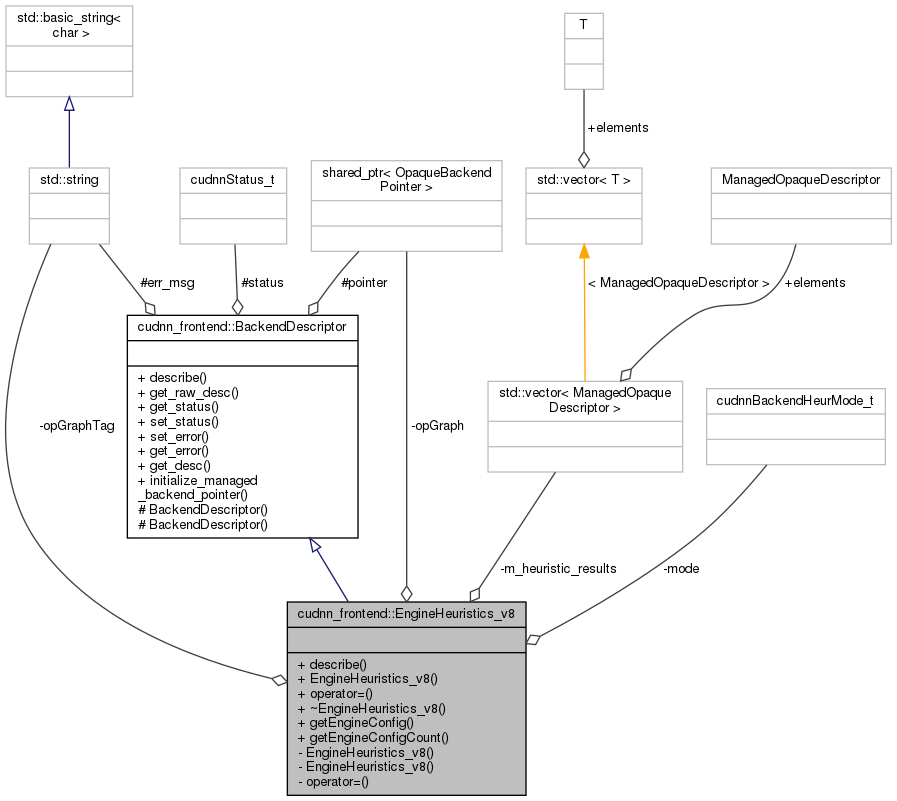 std::basic_string<
char >
T
+elements
std::string
cudnnStatus_t
shared_ptr< OpaqueBackend
Pointer >
std::vector< T >
ManagedOpaqueDescriptor
#err_msg
#status
#pointer
< ManagedOpaqueDescriptor >
+elements
cudnn_frontend::BackendDescriptor
+ describe()
+ get_raw_desc()
+ get_status()
+ set_status()
+ set_error()
+ get_error()
+ get_desc()
+ initialize_managed
_backend_pointer()
# BackendDescriptor()
# BackendDescriptor()
std::vector< ManagedOpaque
Descriptor >
cudnnBackendHeurMode_t
-opGraphTag
-opGraph
-m_heuristic_results
-mode
cudnn_frontend::EngineHeuristics_v8
+ describe()
+ EngineHeuristics_v8()
+ operator=()
+ ~EngineHeuristics_v8()
+ getEngineConfig()
+ getEngineConfigCount()
- EngineHeuristics_v8()
- EngineHeuristics_v8()
- operator=()